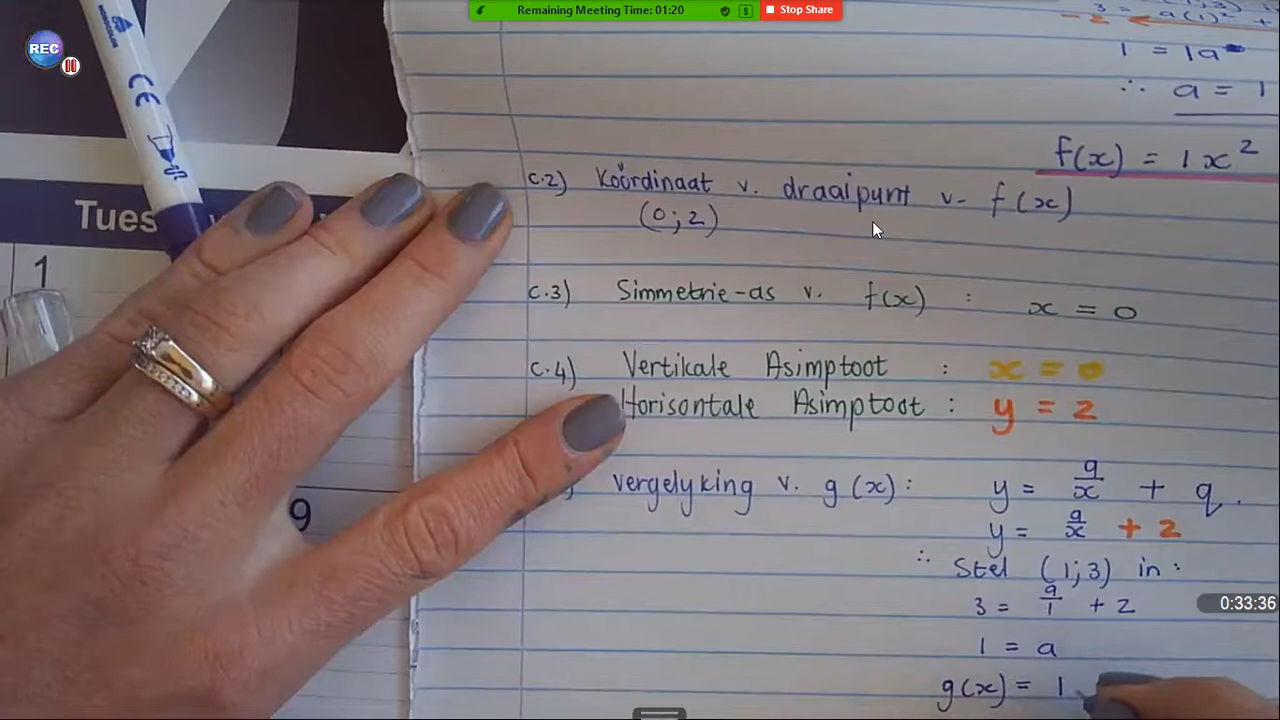 Remaining Meeting Time: 01:20
Stop Share
REC
CE
Tues
1
9
1 = 1a
∴ a = 1
f(x) = 1x²
c.2) Koördinaat v. draaipunt v. f(x)
(0;2)
c.3) Simmetrie-as v. f(x) : x = 0
c.4) Vertikale Asimptoot : x = 0
Horisontale Asimptoot : y = 2
vergelyking v. g(x): y = a/x + q.
y = a/x + 2
∴ Stel (1;3) in:
3 = a/1 + 2
0:33:36
1 = a
g(x) = 1